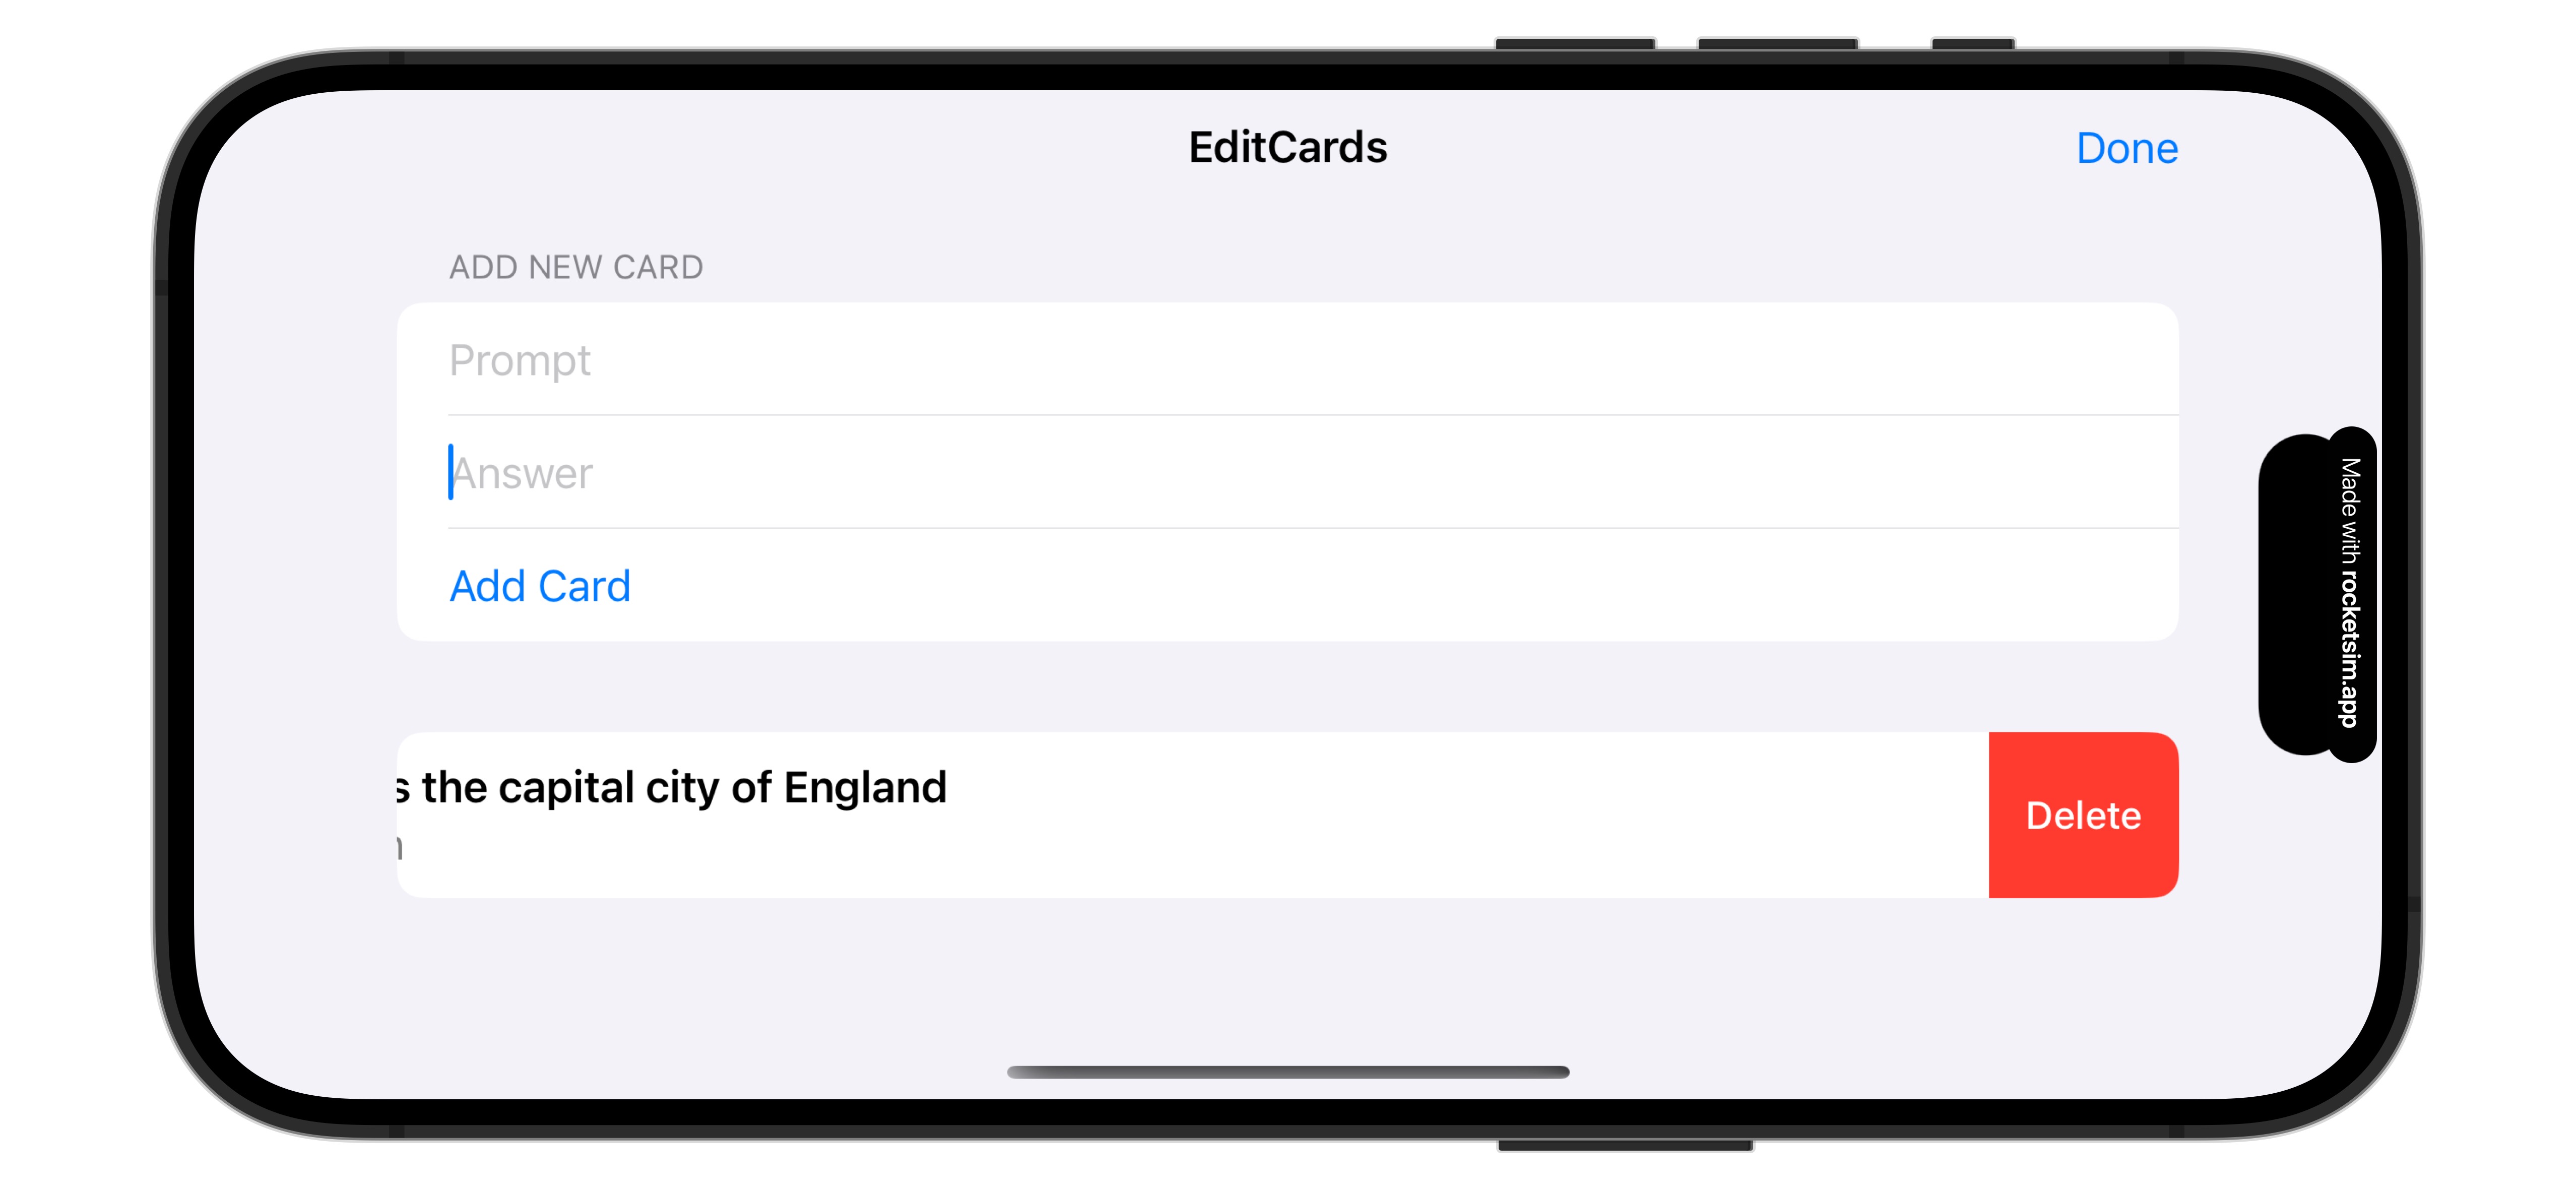 EditCards
Done
ADD NEW CARD
Prompt
Answer
Add Card
s the capital city of England
Delete
Made with rocketsim.app